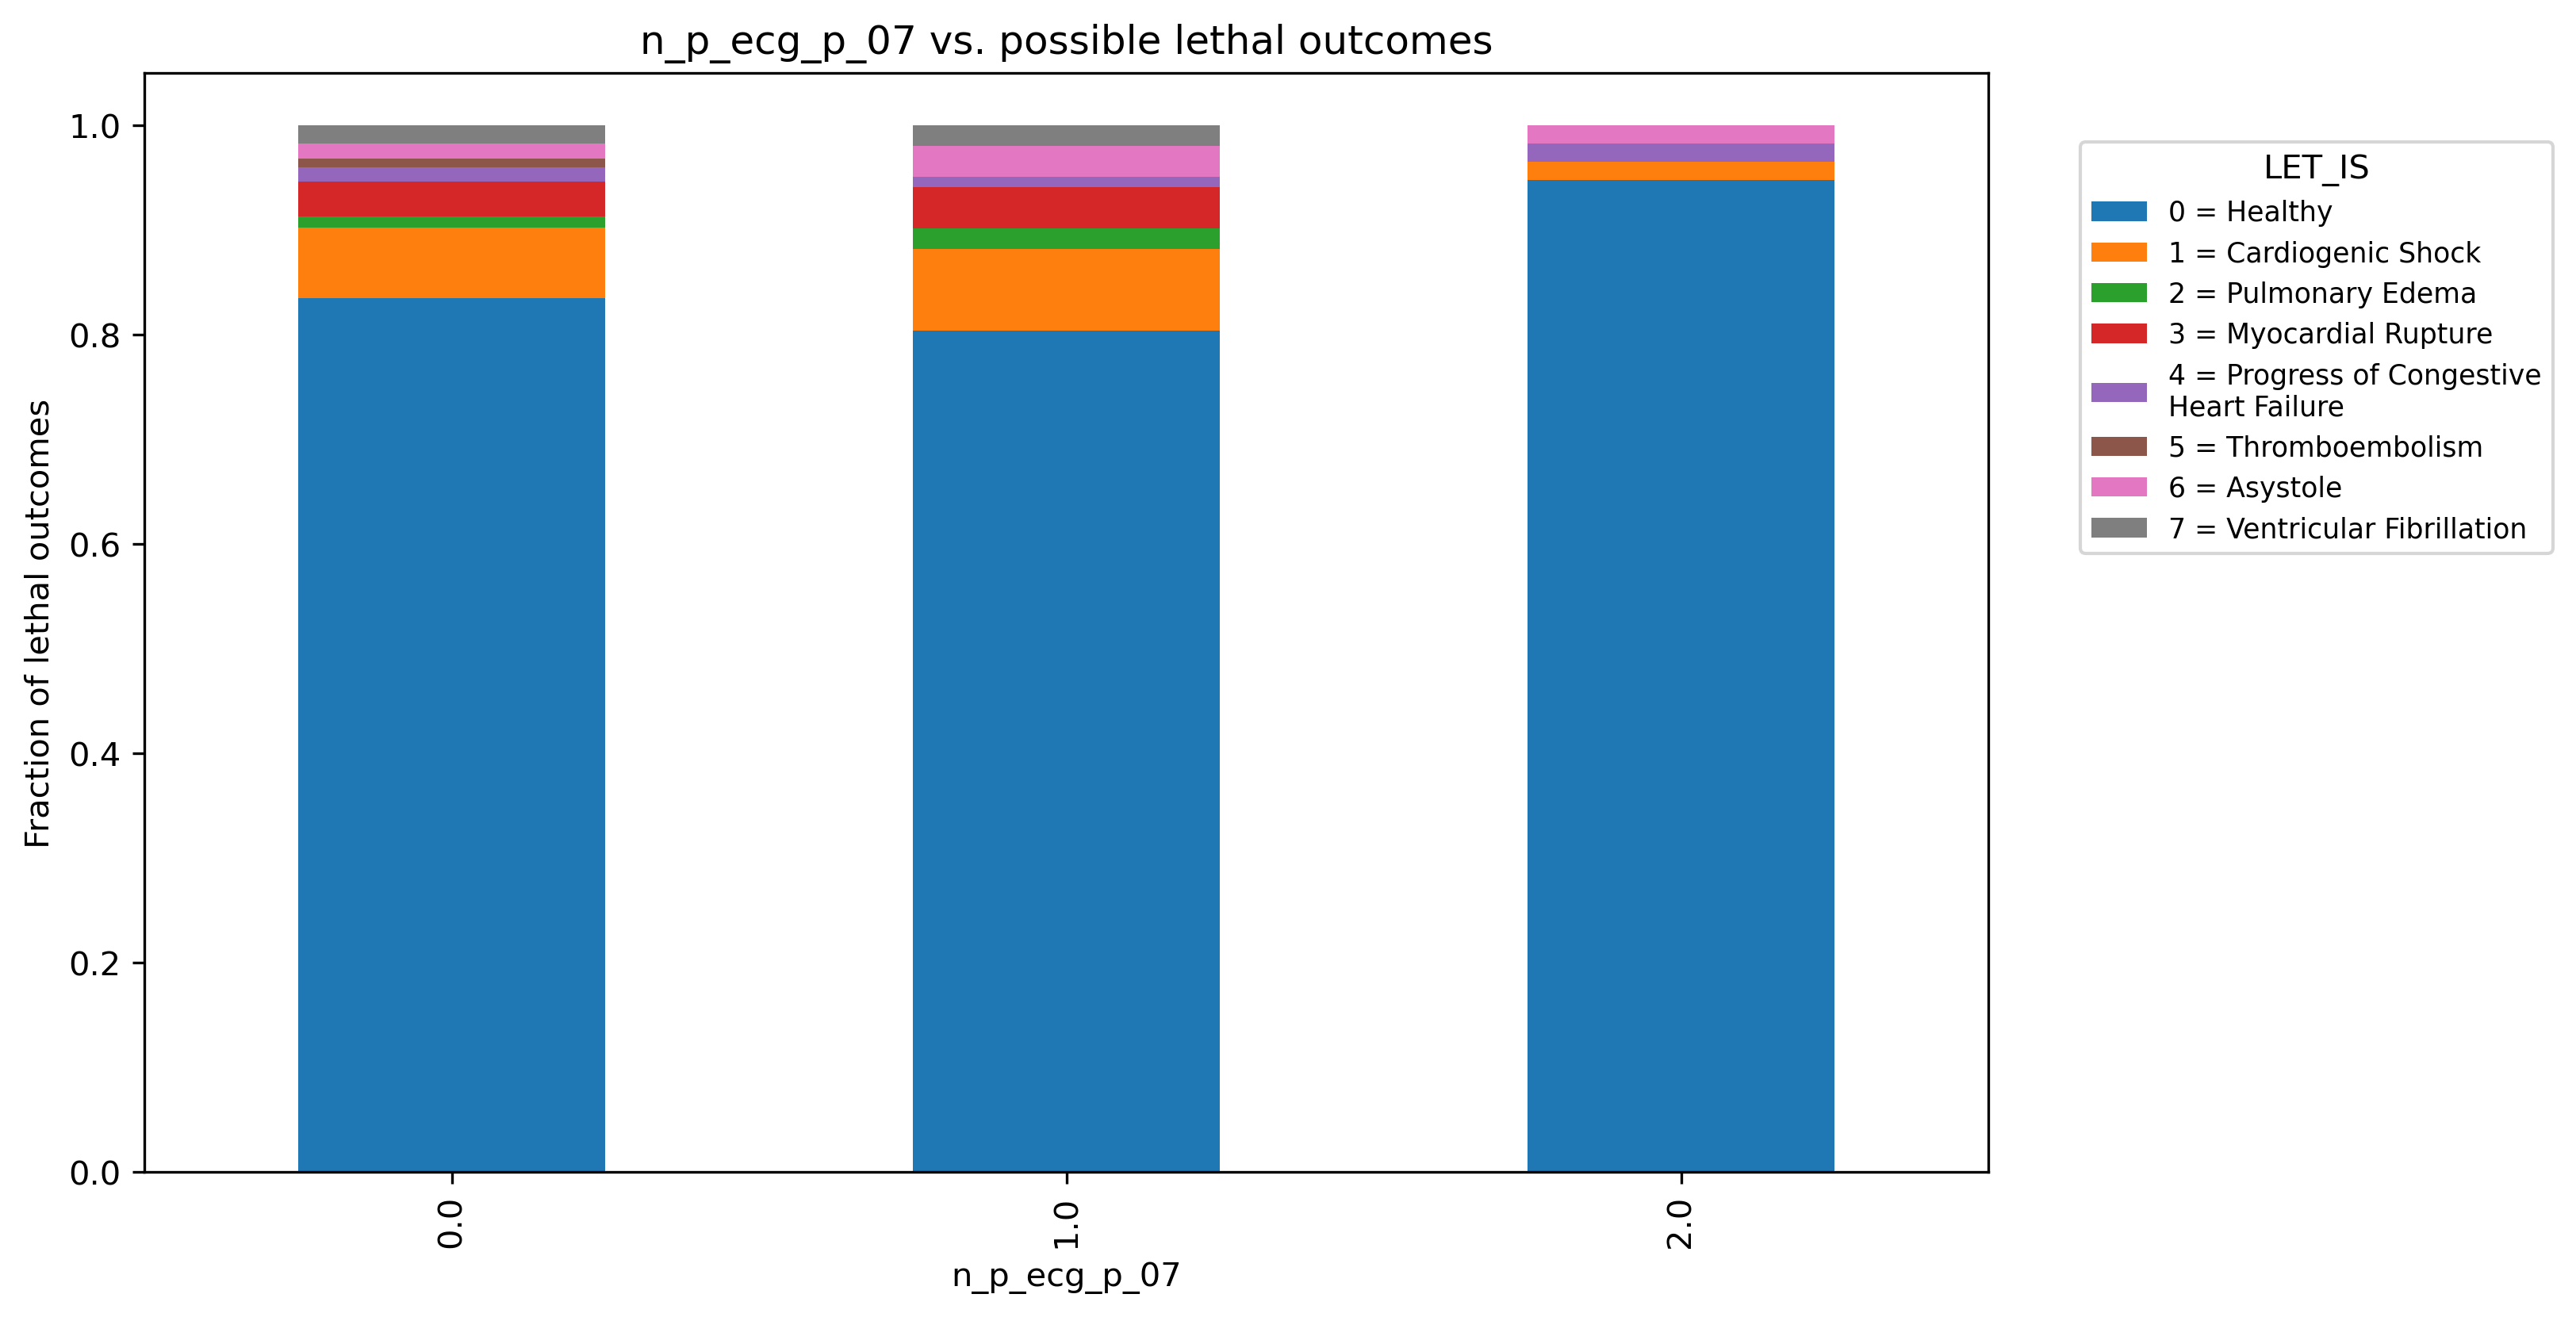 n_p_ecg_p_07 vs. possible lethal outcomes
Fraction of lethal outcomes
1.0
0.8
0.6
0.4
0.2
0.0
0.0
1.0
2.0
n_p_ecg_p_07
LET_IS
0 = Healthy
1 = Cardiogenic Shock
2 = Pulmonary Edema
3 = Myocardial Rupture
4 = Progress of Congestive
Heart Failure
5 = Thromboembolism
6 = Asystole
7 = Ventricular Fibrillation